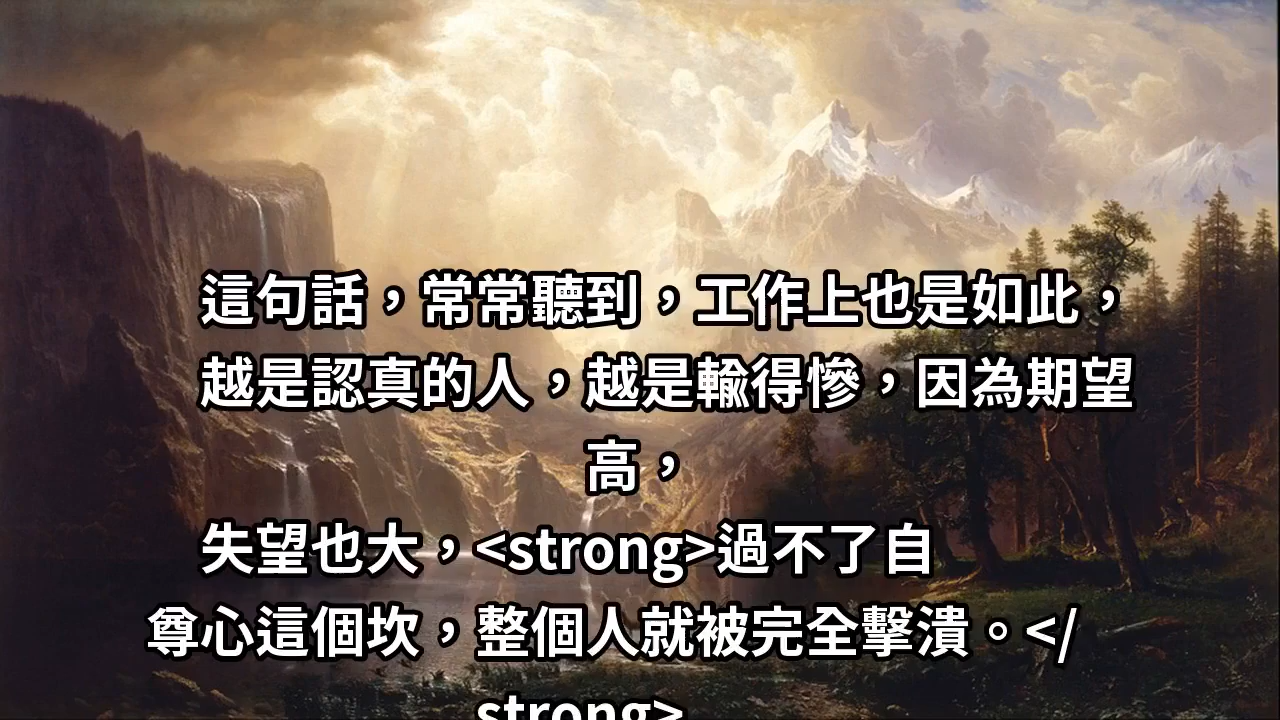 這句話，常常聽到，工作上也是如此，
越是認真的人，越是輸得慘，因為期望
高，
失望也大，<strong>過不了自
尊心這個坎，整個人就被完全擊潰。</
strong>